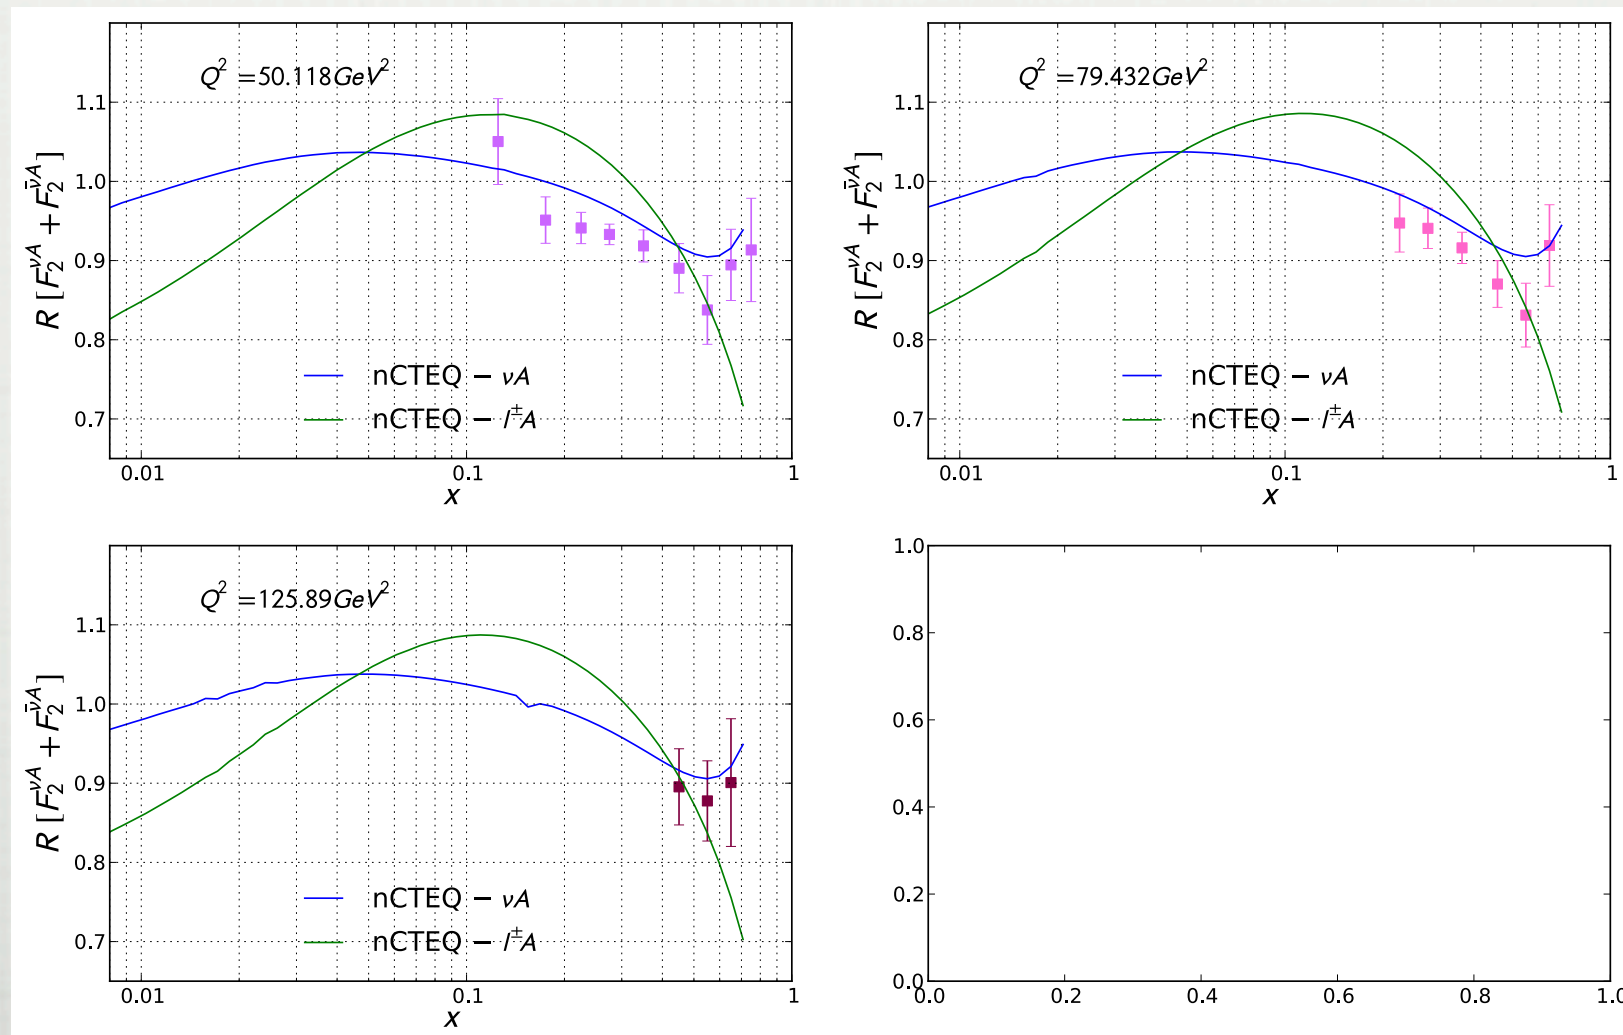 Q² =50.118GeV²
1.1
1.0
0.9
0.8
0.7
R [F₂^νA + F₂^ν̄A]
nCTEQ − νA
nCTEQ − l^±A
0.01
0.1
1
x
Q² =79.432GeV²
1.1
1.0
0.9
0.8
0.7
R [F₂^νA + F₂^ν̄A]
nCTEQ − νA
nCTEQ − l^±A
0.01
0.1
1
x
Q² =125.89GeV²
1.1
1.0
0.9
0.8
0.7
R [F₂^νA + F₂^ν̄A]
nCTEQ − νA
nCTEQ − l^±A
0.01
0.1
1
x
1.0
0.8
0.6
0.4
0.2
0.0
0.0
0.2
0.4
0.6
0.8
1.0